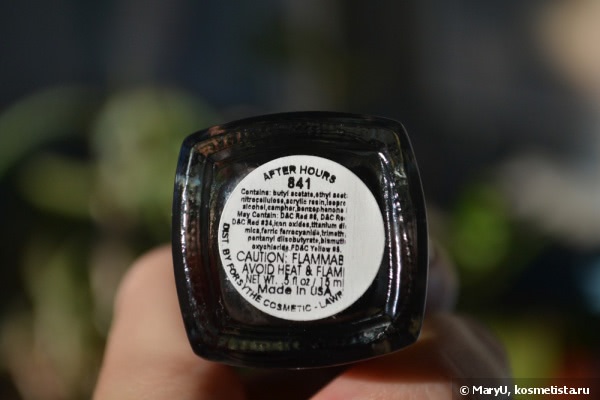 AFTER HOURS
841
Contains: butyl acetate, ethyl acet
nitrocellulose, acrylic resin, isopro
alcohol, camphor, benzophenone
May Contain: D&C Red #6, D&C Re
D&C Red #34, iron oxides, titanium di
mica, ferric ferrocyanide, trimeth
pentanyl diisobutyrate, bismuth
oxychloride, FD&C Yellow #5.
CAUTION: FLAMMAB
AVOID HEAT & FLAM
NET WT. .5 fl oz / 15 ml
Made In USA
DIST. BY FORSYTHE COSMETIC - LAWR
© MaryU, kosmetista.ru